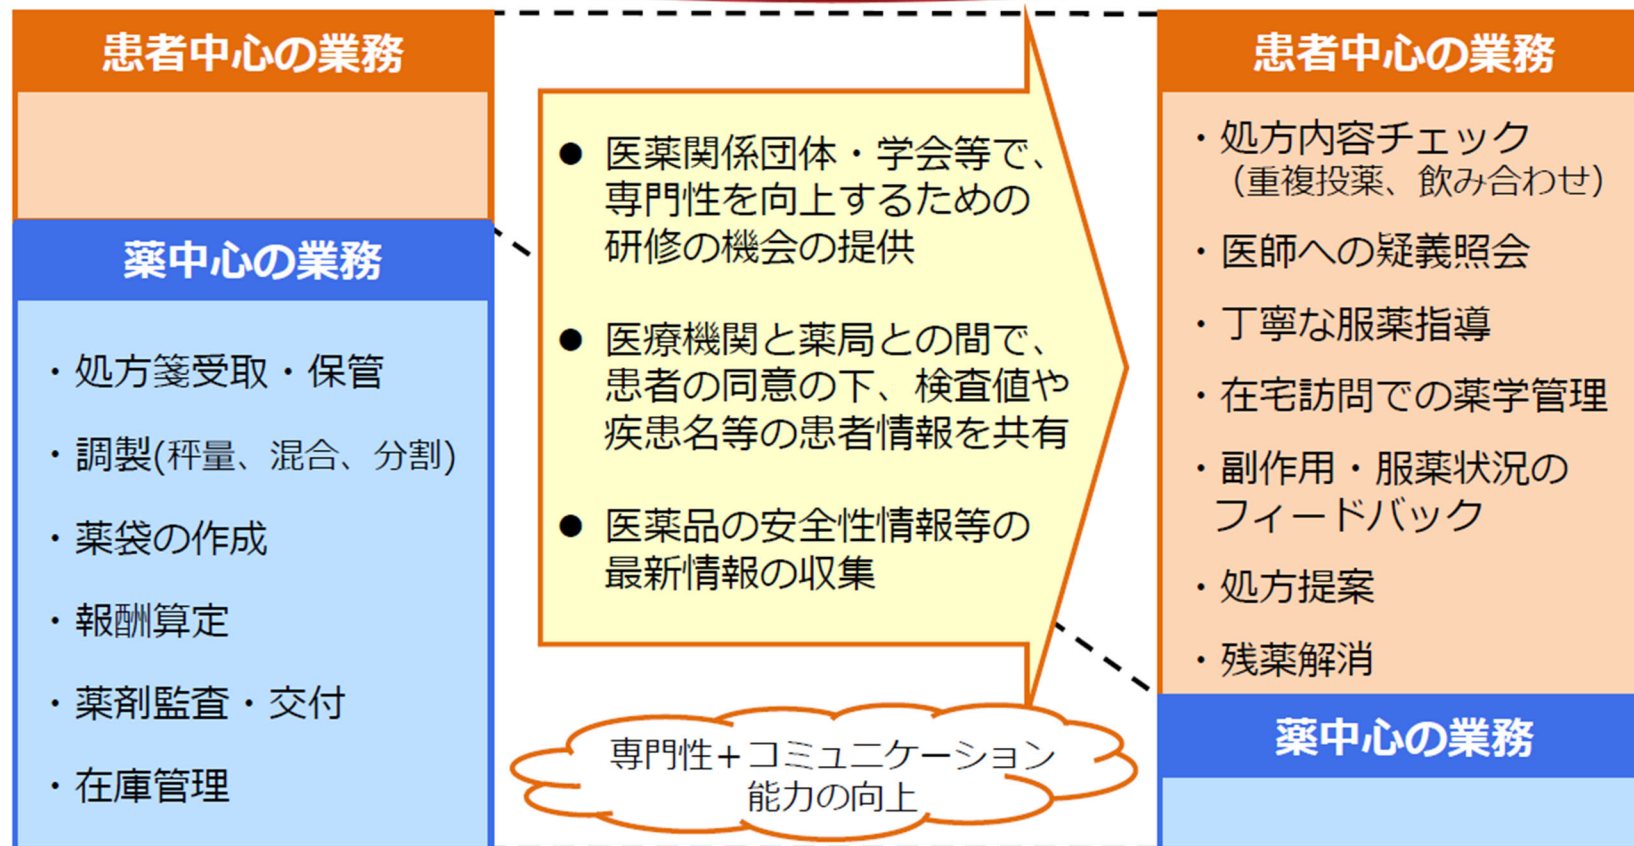 患者中心の業務
薬中心の業務
・処方箋受取・保管
・調製(秤量、混合、分割)
・薬袋の作成
・報酬算定
・薬剤監査・交付
・在庫管理
● 医薬関係団体・学会等で、
専門性を向上するための
研修の機会の提供
● 医療機関と薬局との間で、
患者の同意の下、検査値や
疾患名等の患者情報を共有
● 医薬品の安全性情報等の
最新情報の収集
専門性＋コミュニケーション
能力の向上
患者中心の業務
・処方内容チェック
（重複投薬、飲み合わせ）
・医師への疑義照会
・丁寧な服薬指導
・在宅訪問での薬学管理
・副作用・服薬状況の
フィードバック
・処方提案
・残薬解消
薬中心の業務